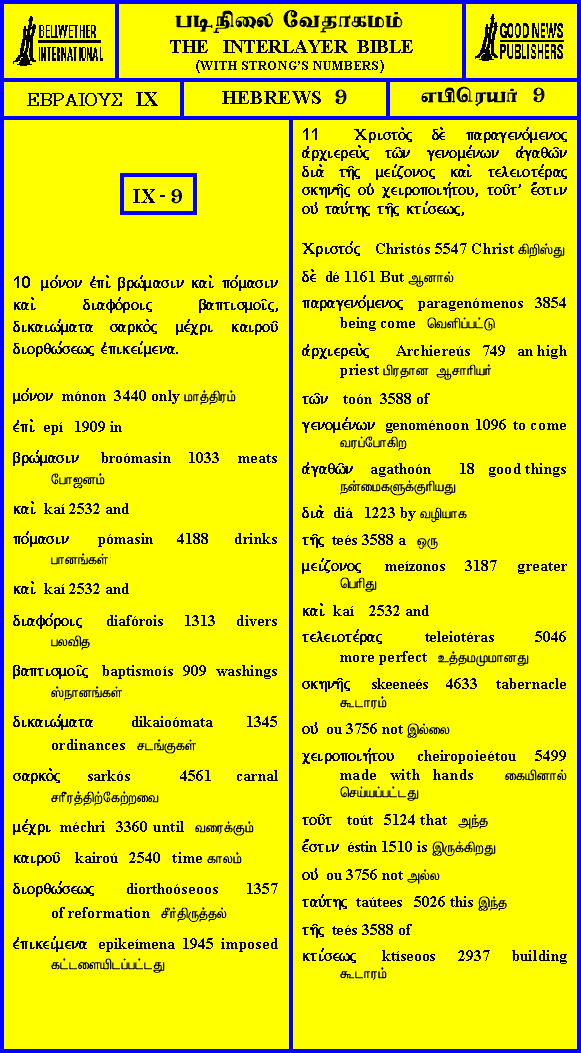 BELLWETHER
INTERNATIONAL
படிநிலை வேதாகமம்
THE INTERLAYER BIBLE
(WITH STRONG'S NUMBERS)
GOOD NEWS
PUBLISHERS
ΕΒΡΑΙΟΥΣ IX
HEBREWS 9
எபிரெயர் 9
IX - 9
10 μόνον ἐπὶ βρώμασιν καὶ πόμασιν
καὶ διαφόροις βαπτισμοῖς,
δικαιώματα σαρκὸς μέχρι καιροῦ
διορθώσεως ἐπικείμενα.
μόνον mónon 3440 only மாத்திரம்
ἐπὶ epí 1909 in
βρώμασιν broómasin 1033 meats
போஜனம்
καὶ kaí 2532 and
πόμασιν pómasin 4188 drinks
பானங்கள்
καὶ kaí 2532 and
διαφόροις diafórois 1313 divers
பலவித
βαπτισμοῖς baptismoís 909 washings
ஸ்நானங்கள்
δικαιώματα dikaioómata 1345
ordinances சடங்குகள்
σαρκὸς sarkós 4561 carnal
சரீரத்திற்கேற்றவை
μέχρι méchri 3360 until வரைக்கும்
καιροῦ kairoú 2540 time காலம்
διορθώσεως diorthoóseoos 1357
of reformation சீர்திருத்தல்
ἐπικείμενα epikeímena 1945 imposed
கட்டளையிடப்பட்டது
11 Χριστὸς δὲ παραγενόμενος
ἀρχιερεὺς τῶν γενομένων ἀγαθῶν
διὰ τῆς μείζονος καὶ τελειοτέρας
σκηνῆς οὐ χειροποιήτου, τοῦτ' ἔστιν
οὐ ταύτης τῆς κτίσεως,
Χριστός Christós 5547 Christ கிறிஸ்து
δὲ dé 1161 But ஆனால்
παραγενόμενος paragenómenos 3854
being come வெளிப்பட்டு
ἀρχιερεὺς Archiereús 749 an high
priest பிரதான ஆசாரியர்
τῶν toón 3588 of
γενομένων genoménoon 1096 to come
வரப்போகிற
ἀγαθῶν agathoón 18 good things
நன்மைகளுக்குரியது
διὰ diá 1223 by வழியாக
τῆς teés 3588 a ஒரு
μείζονος meízonos 3187 greater
பெரிது
καὶ kaí 2532 and
τελειοτέρας teleiotéras 5046
more perfect உத்தமமுமானது
σκηνῆς skeeneés 4633 tabernacle
கூடாரம்
οὐ ou 3756 not இல்லை
χειροποιήτου cheiropoieétou 5499
made with hands கையினால்
செய்யப்பட்டது
τοῦτ toút 5124 that அந்த
ἔστιν éstin 1510 is இருக்கிறது
οὐ ou 3756 not அல்ல
ταύτης taútees 5026 this இந்த
τῆς teés 3588 of
κτίσεως ktíseoos 2937 building
கூடாரம்